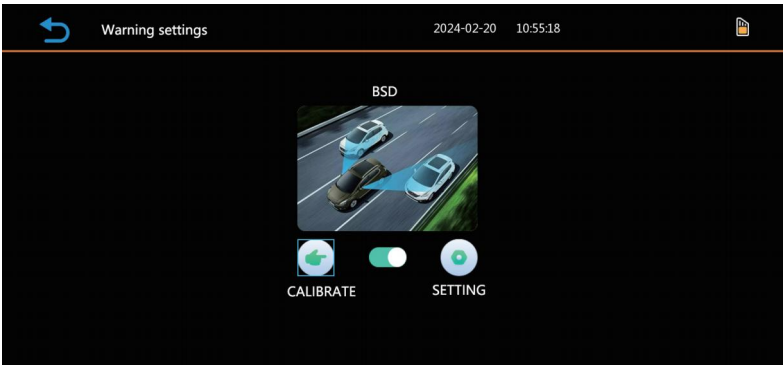 Warning settings
2024-02-20 10:55:18
BSD
CALIBRATE
SETTING